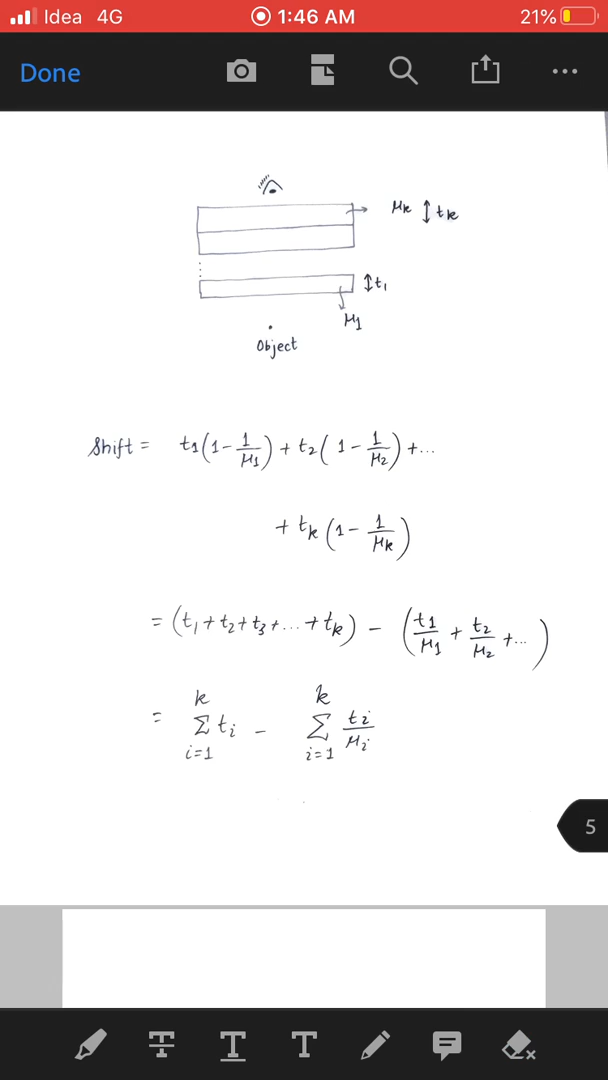 Idea 4G 1:46 AM 21%
Done
μk ↕ tk
↕ t1
μ1
Object
Shift = t1(1 - 1/μ1) + t2(1 - 1/μ2) + ...
+ tk(1 - 1/μk)
= (t1 + t2 + t3 + ... + tk) - (t1/μ1 + t2/μ2 + ...)
= k Σ i=1 ti - k Σ i=1 ti/μi
5
T T T